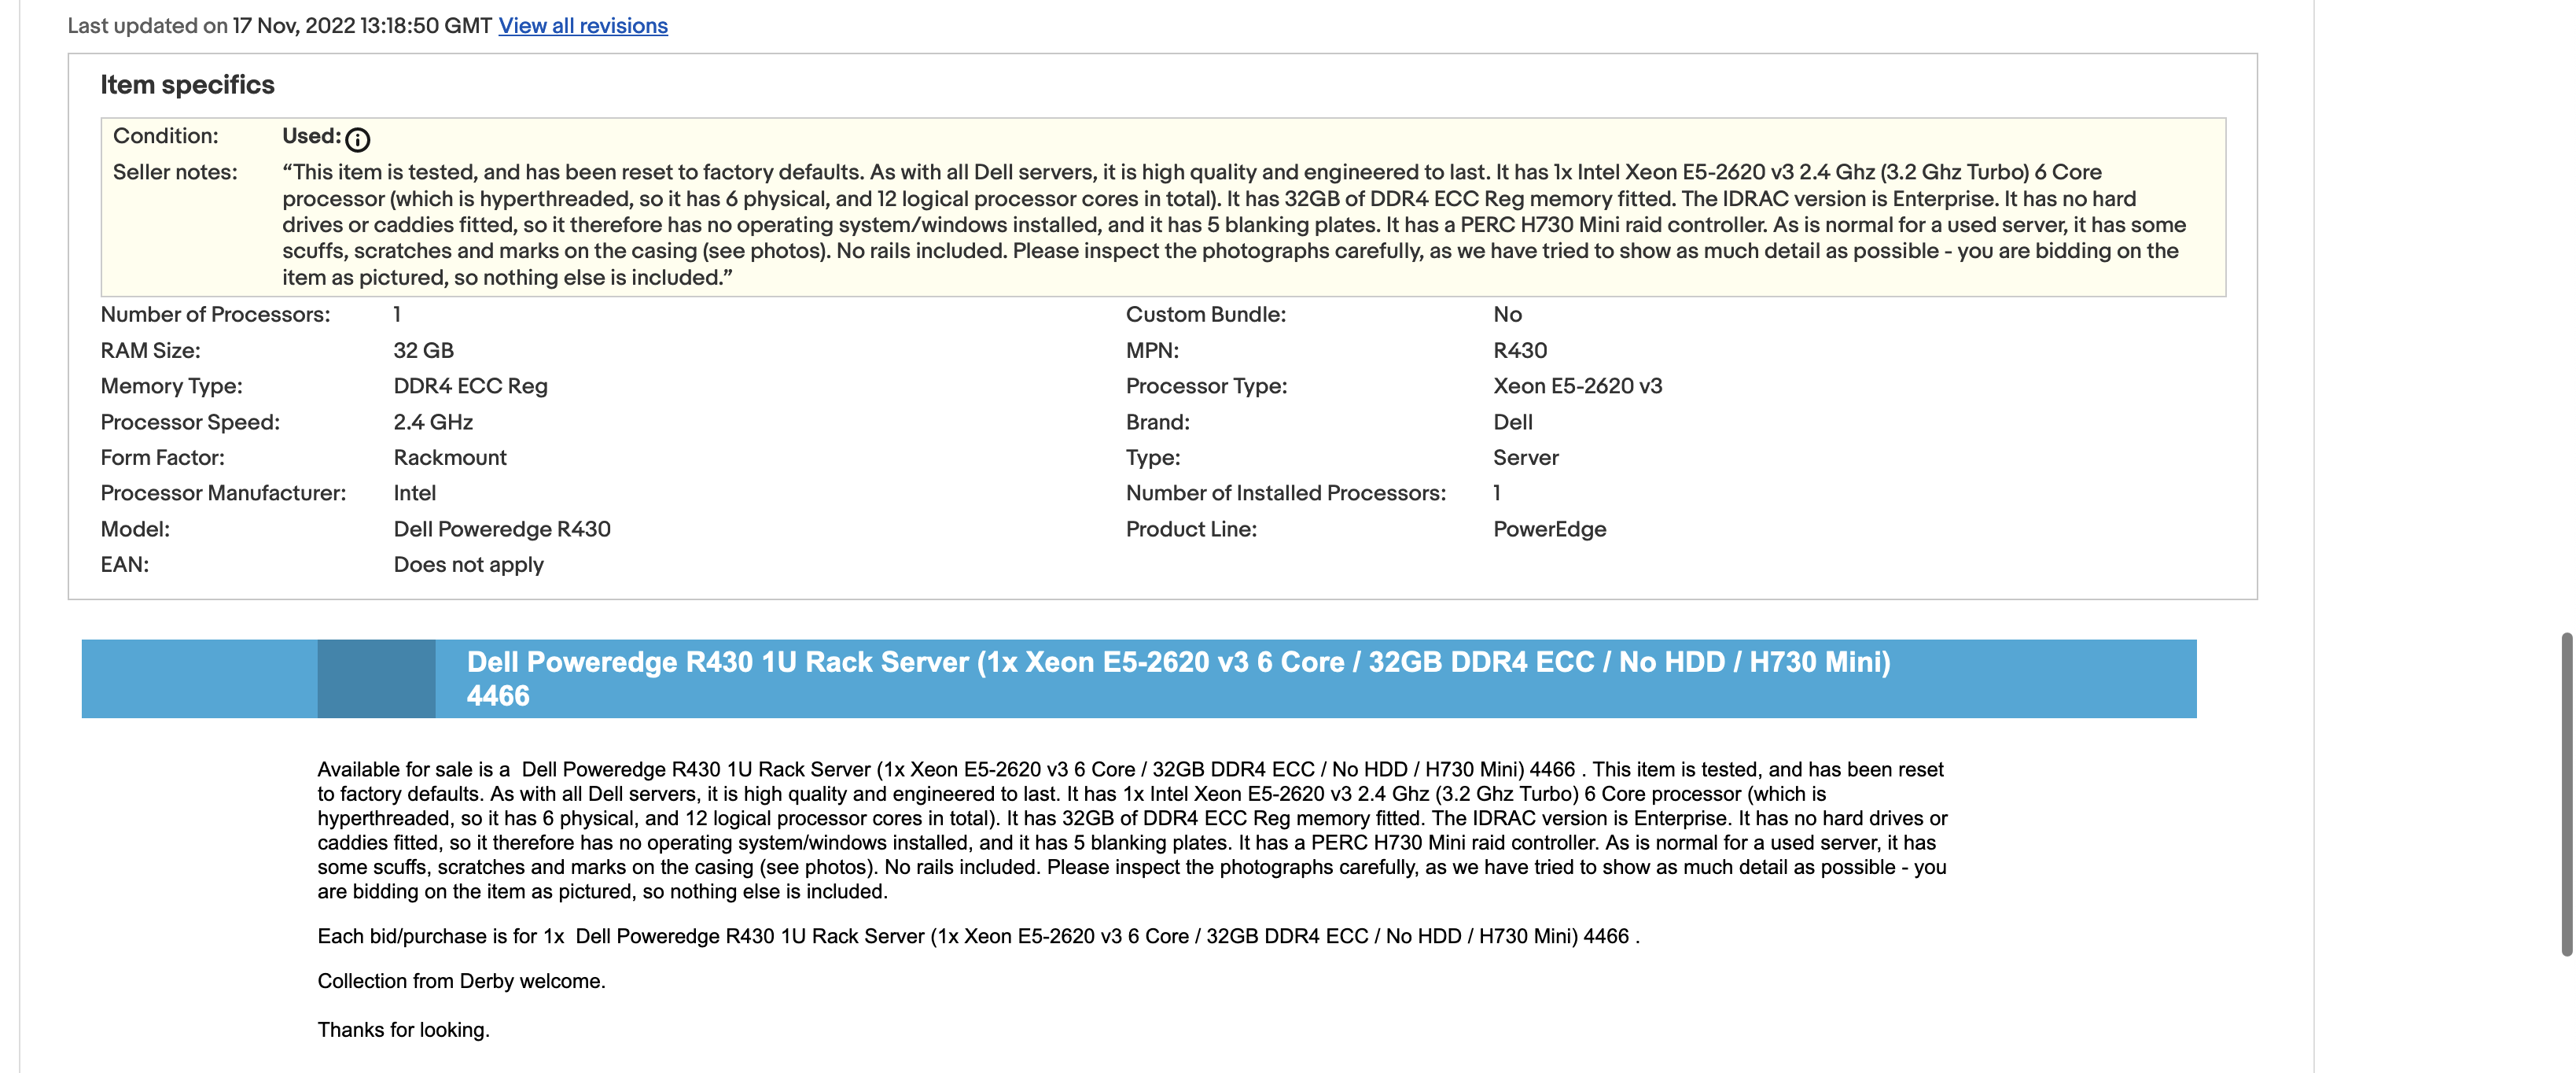 Last updated on 17 Nov, 2022 13:18:50 GMT View all revisions
Item specifics
Condition: Used:
Seller notes: “This item is tested, and has been reset to factory defaults. As with all Dell servers, it is high quality and engineered to last. It has 1x Intel Xeon E5-2620 v3 2.4 Ghz (3.2 Ghz Turbo) 6 Core
processor (which is hyperthreaded, so it has 6 physical, and 12 logical processor cores in total). It has 32GB of DDR4 ECC Reg memory fitted. The IDRAC version is Enterprise. It has no hard
drives or caddies fitted, so it therefore has no operating system/windows installed, and it has 5 blanking plates. It has a PERC H730 Mini raid controller. As is normal for a used server, it has some
scuffs, scratches and marks on the casing (see photos). No rails included. Please inspect the photographs carefully, as we have tried to show as much detail as possible - you are bidding on the
item as pictured, so nothing else is included.”
Number of Processors: 1 Custom Bundle: No
RAM Size: 32 GB MPN: R430
Memory Type: DDR4 ECC Reg Processor Type: Xeon E5-2620 v3
Processor Speed: 2.4 GHz Brand: Dell
Form Factor: Rackmount Type: Server
Processor Manufacturer: Intel Number of Installed Processors: 1
Model: Dell Poweredge R430 Product Line: PowerEdge
EAN: Does not apply
Dell Poweredge R430 1U Rack Server (1x Xeon E5-2620 v3 6 Core / 32GB DDR4 ECC / No HDD / H730 Mini)
4466
Available for sale is a Dell Poweredge R430 1U Rack Server (1x Xeon E5-2620 v3 6 Core / 32GB DDR4 ECC / No HDD / H730 Mini) 4466 . This item is tested, and has been reset
to factory defaults. As with all Dell servers, it is high quality and engineered to last. It has 1x Intel Xeon E5-2620 v3 2.4 Ghz (3.2 Ghz Turbo) 6 Core processor (which is
hyperthreaded, so it has 6 physical, and 12 logical processor cores in total). It has 32GB of DDR4 ECC Reg memory fitted. The IDRAC version is Enterprise. It has no hard drives or
caddies fitted, so it therefore has no operating system/windows installed, and it has 5 blanking plates. It has a PERC H730 Mini raid controller. As is normal for a used server, it has
some scuffs, scratches and marks on the casing (see photos). No rails included. Please inspect the photographs carefully, as we have tried to show as much detail as possible - you
are bidding on the item as pictured, so nothing else is included.
Each bid/purchase is for 1x Dell Poweredge R430 1U Rack Server (1x Xeon E5-2620 v3 6 Core / 32GB DDR4 ECC / No HDD / H730 Mini) 4466 .
Collection from Derby welcome.
Thanks for looking.